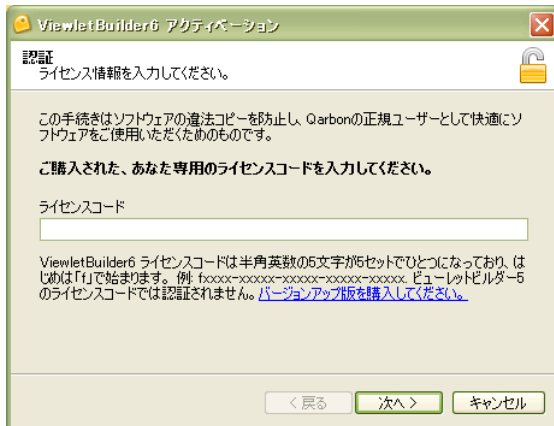 ViewletBuilder6 アクティベーション
認証
ライセンス情報を入力してください。
この手続きはソフトウェアの違法コピーを防止し、Qarbonの正規ユーザーとして快適にソ
フトウェアをご使用いただくためのものです。
ご購入された、あなた専用のライセンスコードを入力してください。
ライセンスコード
ViewletBuilder6 ライセンスコードは半角英数の5文字が5セットでひとつになっており、は
じめは「f」で始まります。 例: fxxxx-xxxxx-xxxxx-xxxxx-xxxxx. ビューレットビルダー5
のライセンスコードでは認証されません。バージョンアップ版を購入してください。
< 戻る 次へ > キャンセル